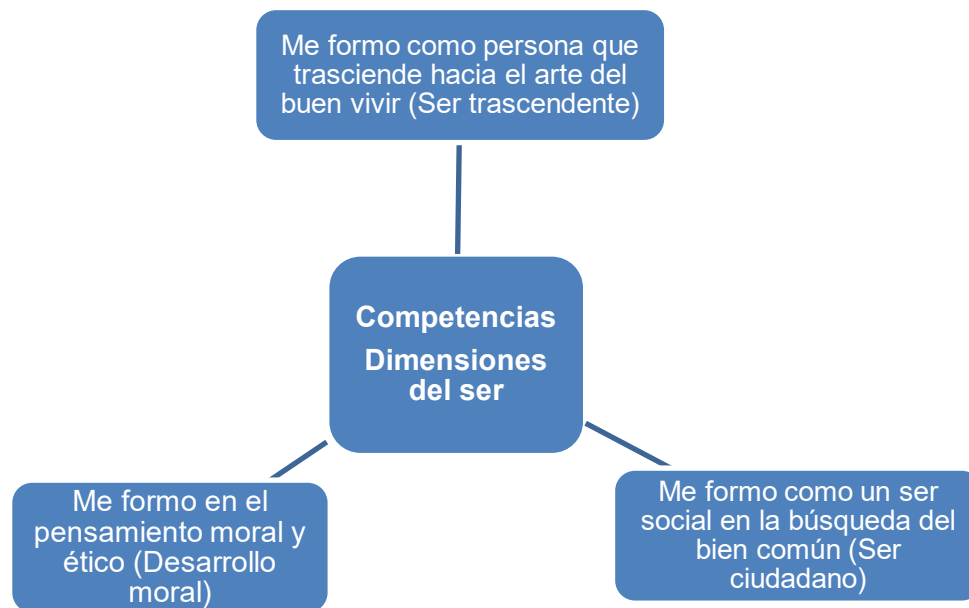 Me formo como persona que
trasciende hacia el arte del
buen vivir (Ser trascendente)
Competencias
Dimensiones
del ser
Me formo en el
pensamiento moral y
ético (Desarrollo
moral)
Me formo como un ser
social en la búsqueda del
bien común (Ser
ciudadano)